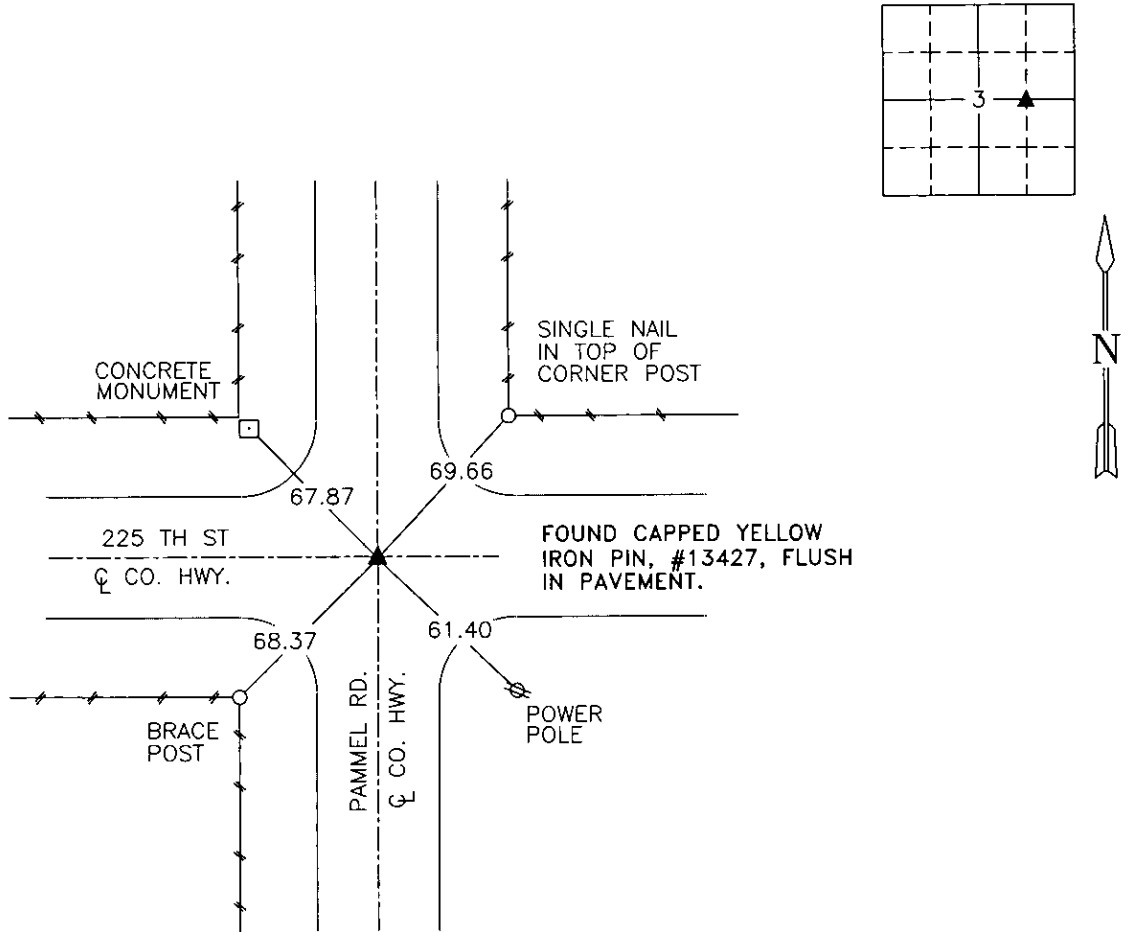 3
N
CONCRETE
MONUMENT
SINGLE NAIL
IN TOP OF
CORNER POST
67.87
69.66
225 TH ST
℄ CO. HWY.
FOUND CAPPED YELLOW
IRON PIN, #13427, FLUSH
IN PAVEMENT.
68.37
61.40
BRACE
POST
PAMMEL RD.
℄ CO. HWY.
POWER
POLE